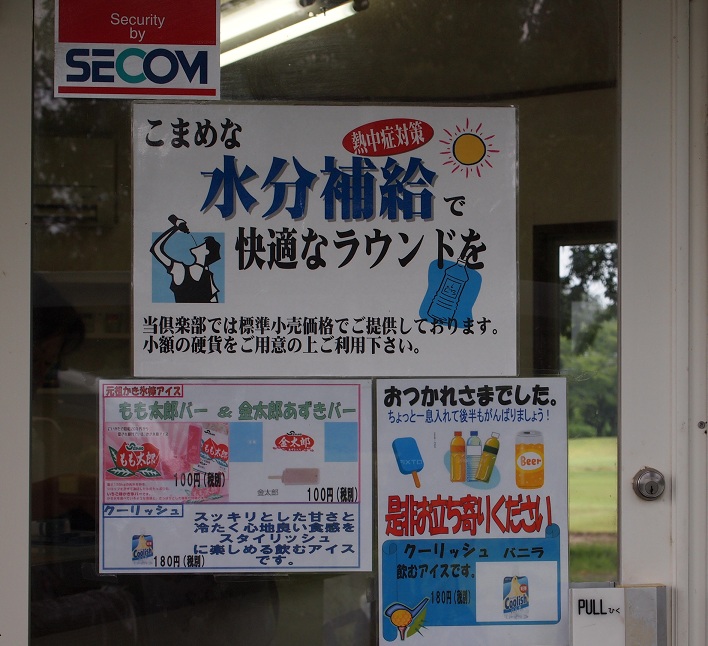 Security
by
SECOM
こまめな
熱中症対策
水分補給で
快適なラウンドを
当倶楽部では標準小売価格でご提供しております。
小額の硬貨をご用意の上ご利用下さい。
元祖かき氷棒アイス
もも太郎バー & 金太郎あずきバー
もも太郎
もも太郎
100円(税別)
金太郎
金太郎
100円(税別)
クーリッシュ
スッキリとした甘さと
冷たく心地良い食感を
スタイリッシュ
に楽しめる飲むアイス
です。
Coolish
180円(税別)
おつかれさまでした。
ちょっと一息入れて後半もがんばりましょう!
Beer
是非お立ち寄りください
クーリッシュ バニラ
飲むアイスです。
180円(税別)
Coolish
PULL ひく